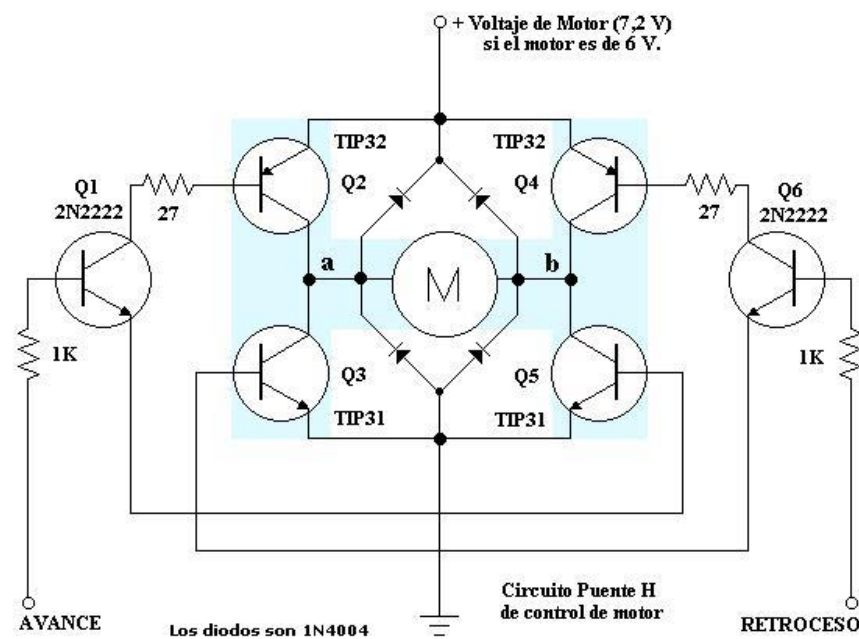 + Voltaje de Motor (7,2 V)
si el motor es de 6 V.
TIP32
TIP32
Q1
2N2222
27
Q2
Q4
27
Q6
2N2222
a
M
b
1K
Q3
Q5
1K
TIP31
TIP31
Circuito Puente H
de control de motor
AVANCE
Los diodos son 1N4004
RETROCESO